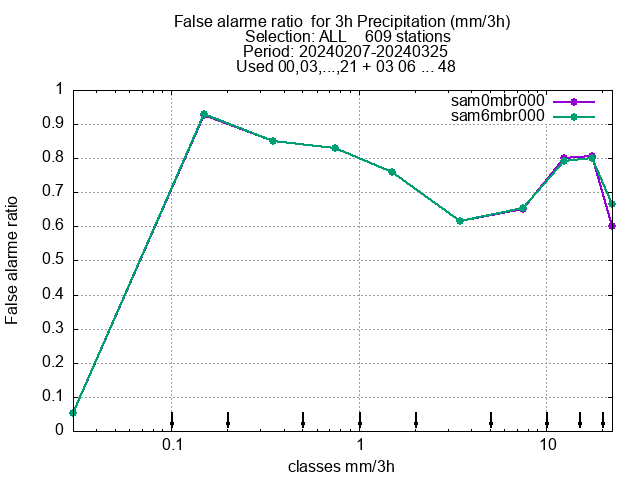 False alarme ratio  for 3h Precipitation (mm/3h)
Selection: ALL    609 stations
Period: 20240207-20240325
Used 00,03,...,21 + 03 06 ... 48
sam0mbr000
sam6mbr000
1
0.9
0.8
0.7
0.6
0.5
0.4
0.3
0.2
0.1
0
False alarme ratio
0.1
1
10
classes mm/3h